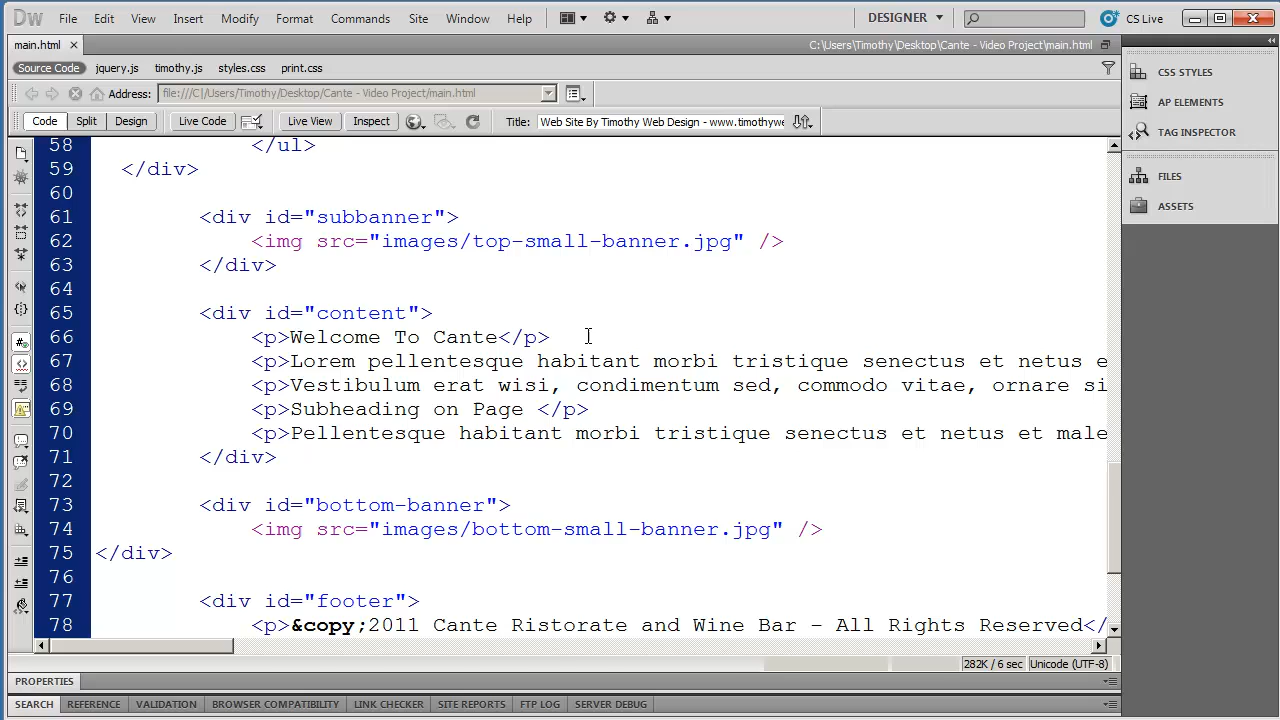 Dw File Edit View Insert Modify Format Commands Site Window Help DESIGNER CS Live
main.html C:\Users\Timothy\Desktop\Cante - Video Project\main.html
Source Code jquery.js timothy.js styles.css print.css
Address: file:///C|/Users/Timothy/Desktop/Cante - Video Project/main.html
Code Split Design Live Code Live View Inspect Title: Web Site By Timothy Web Design - www.timothywe
CSS STYLES
AP ELEMENTS
TAG INSPECTOR
FILES
ASSETS
58 </ul>
59 </div>
60
61 <div id="subbanner">
62 <img src="images/top-small-banner.jpg" />
63 </div>
64
65 <div id="content">
66 <p>Welcome To Cante</p>
67 <p>Lorem pellentesque habitant morbi tristique senectus et netus e
68 <p>Vestibulum erat wisi, condimentum sed, commodo vitae, ornare si
69 <p>Subheading on Page </p>
70 <p>Pellentesque habitant morbi tristique senectus et netus et male
71 </div>
72
73 <div id="bottom-banner">
74 <img src="images/bottom-small-banner.jpg" />
75 </div>
76
77 <div id="footer">
78 <p>&copy;2011 Cante Ristorate and Wine Bar - All Rights Reserved</
282K / 6 sec Unicode (UTF-8)
PROPERTIES
SEARCH REFERENCE VALIDATION BROWSER COMPATIBILITY LINK CHECKER SITE REPORTS FTP LOG SERVER DEBUG